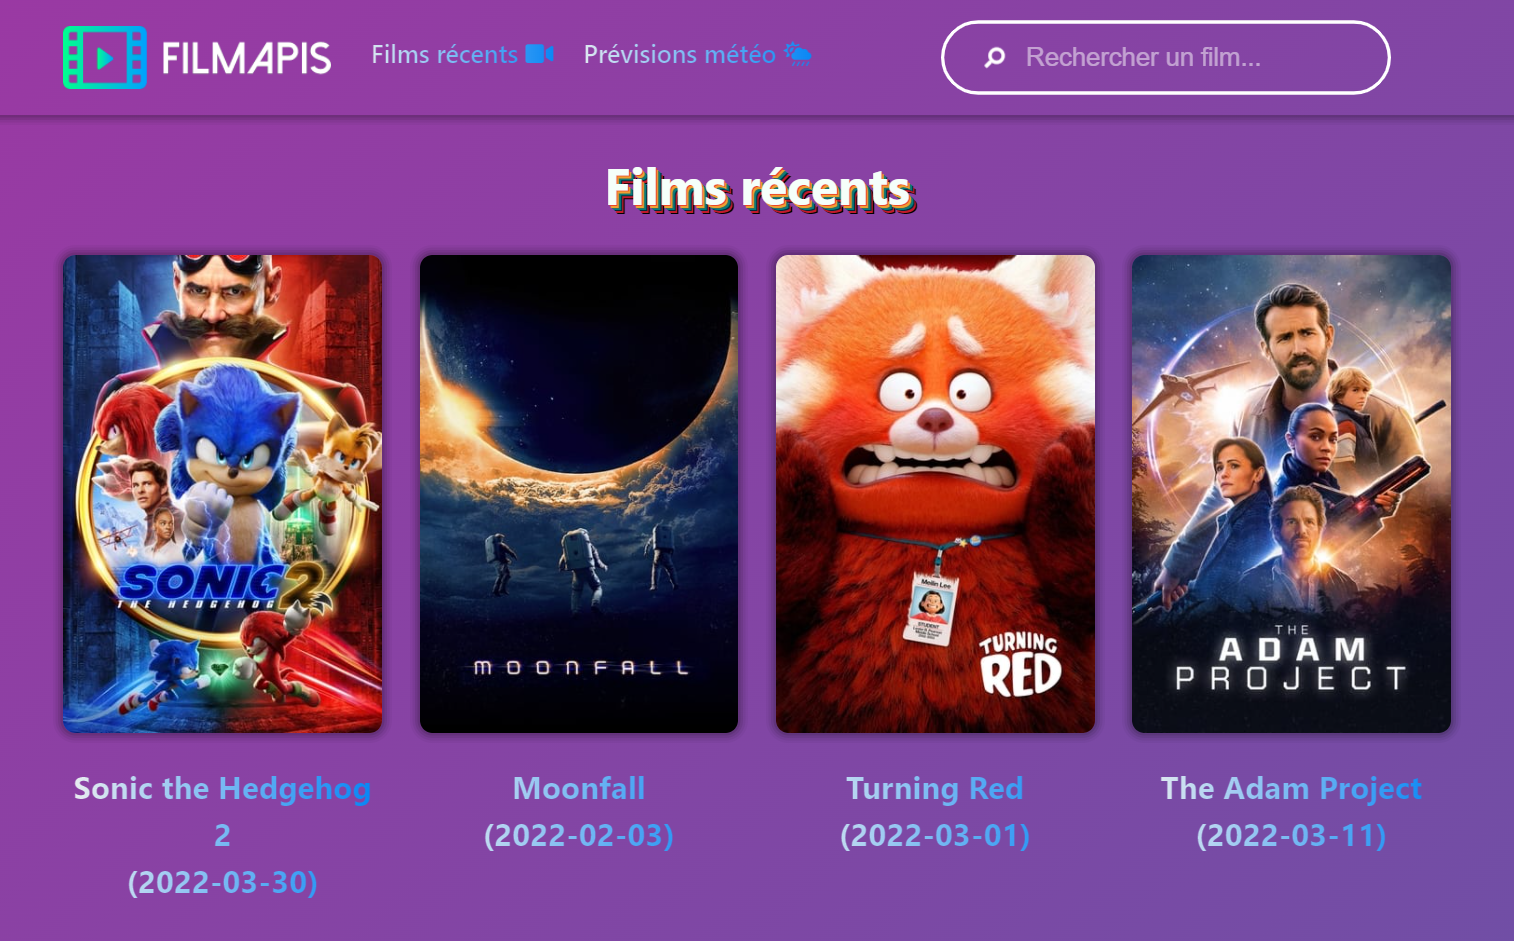 FILMAPIS
Films récents
Prévisions météo
Rechercher un film...
Films récents
SONIC 2
THE HEDGEHOG
MOONFALL
Meilin Lee
STUDENT
TURNING
RED
THE
ADAM
PROJECT
Sonic the Hedgehog
2
(2022-03-30)
Moonfall
(2022-02-03)
Turning Red
(2022-03-01)
The Adam Project
(2022-03-11)